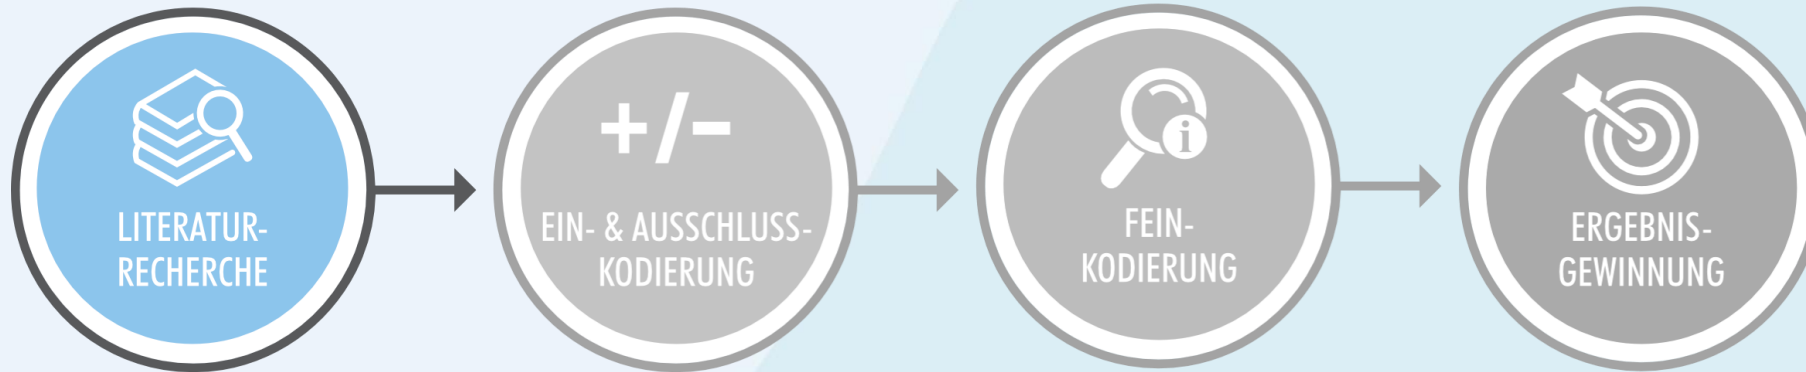 LITERATUR-
RECHERCHE
+/-
EIN- & AUSSCHLUSS-
KODIERUNG
i
FEIN-
KODIERUNG
ERGEBNIS-
GEWINNUNG